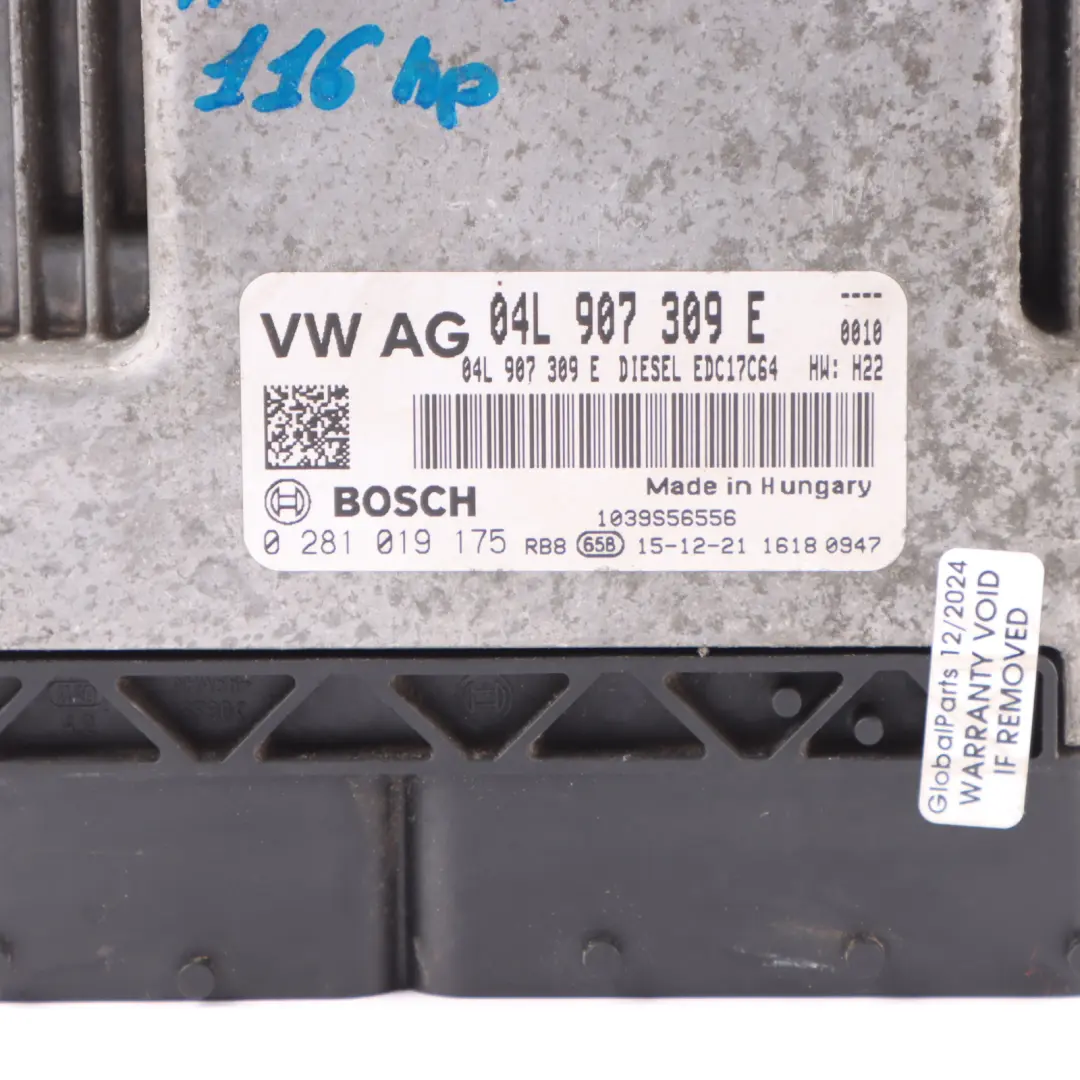 116 hp
VW AG 04L 907 309 E ----
0010
04L 907 309 E DIESEL EDC17C64 HW: H22
Made in Hungary
BOSCH
1039S56556
0 281 019 175 RB8 658 15-12-21 1618 0947
GlobalParts 12/2024
WARRANTY VOID
IF REMOVED